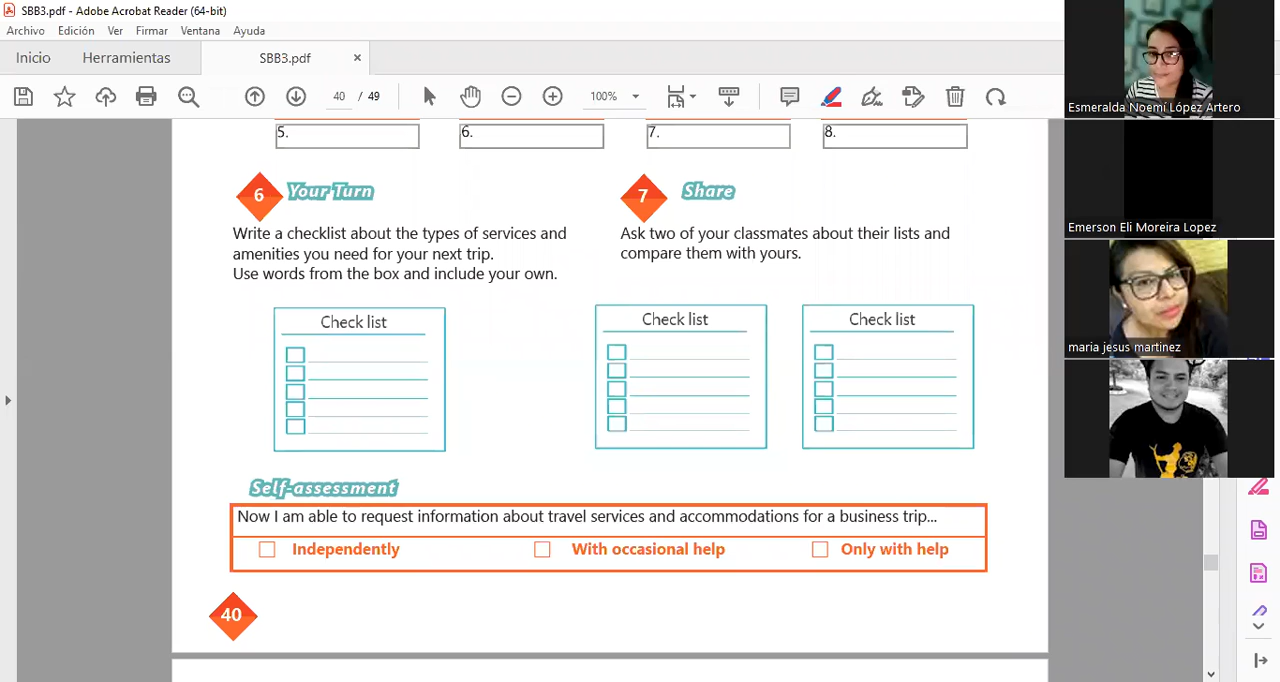 SBB3.pdf - Adobe Acrobat Reader (64-bit)
Archivo Edición Ver Firmar Ventana Ayuda
Inicio Herramientas SBB3.pdf ×
40 / 49 100%
5. 6. 7. 8.
6 Your Turn
Write a checklist about the types of services and
amenities you need for your next trip.
Use words from the box and include your own.
Check list
7 Share
Ask two of your classmates about their lists and
compare them with yours.
Check list
Check list
Self-assessment
Now I am able to request information about travel services and accommodations for a business trip...
Independently With occasional help Only with help
40
Esmeralda Noemí López Artero
Emerson Eli Moreira Lopez
maria jesus martinez